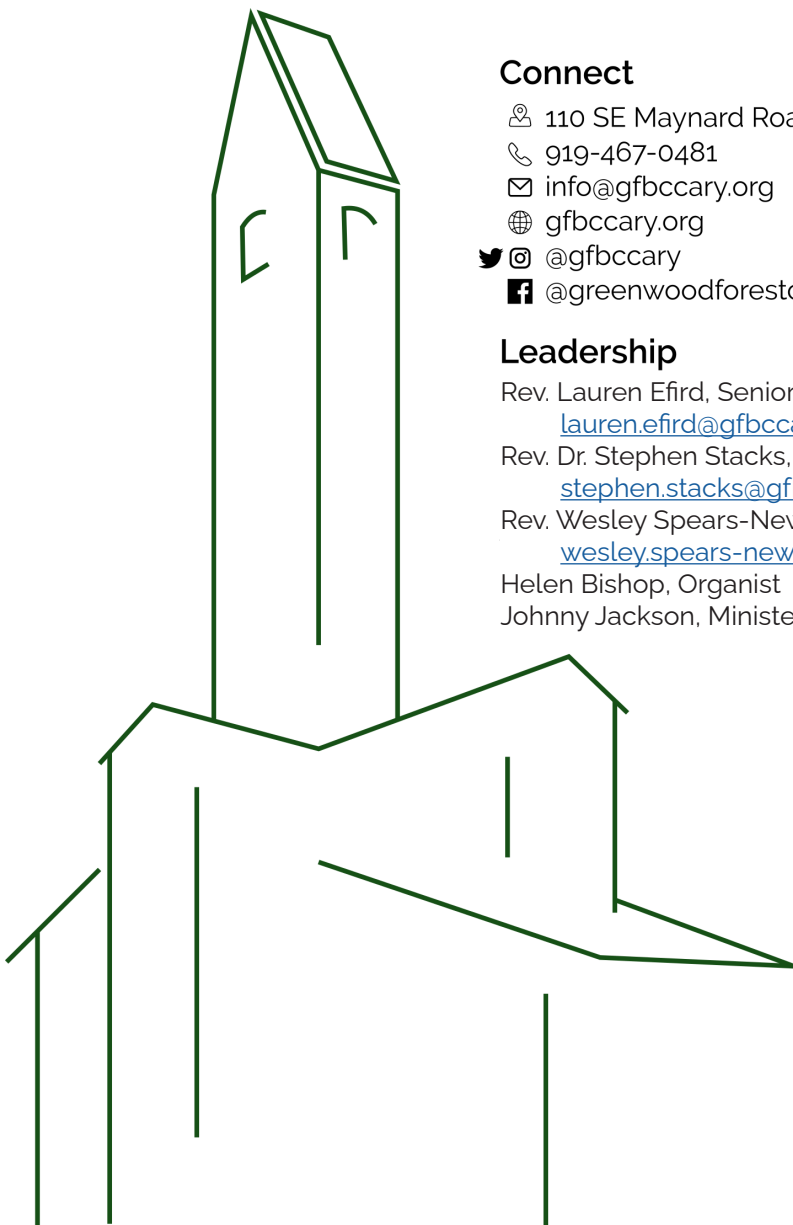 Connect
110 SE Maynard Roa
919-467-0481
info@gfbccary.org
gfbccary.org
@gfbccary
@greenwoodforest
Leadership
Rev. Lauren Efird, Senior
lauren.efird@gfbcca
Rev. Dr. Stephen Stacks,
stephen.stacks@gf
Rev. Wesley Spears-Nev
wesley.spears-new
Helen Bishop, Organist
Johnny Jackson, Ministe